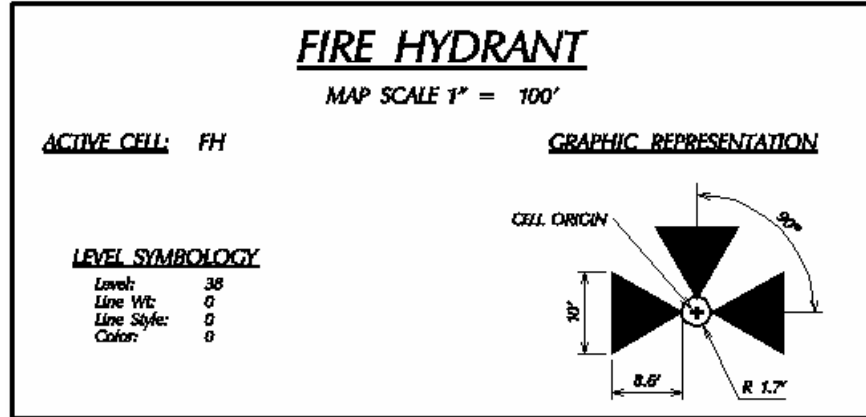 FIRE HYDRANT
MAP SCALE 1" = 100'
ACTIVE CELL: FH
GRAPHIC REPRESENTATION
CELL ORIGIN
90°
LEVEL SYMBOLOGY
Level: 38
Line Wt: 0
Line Style: 0
Color: 0
10'
8.6'
R 1.7'